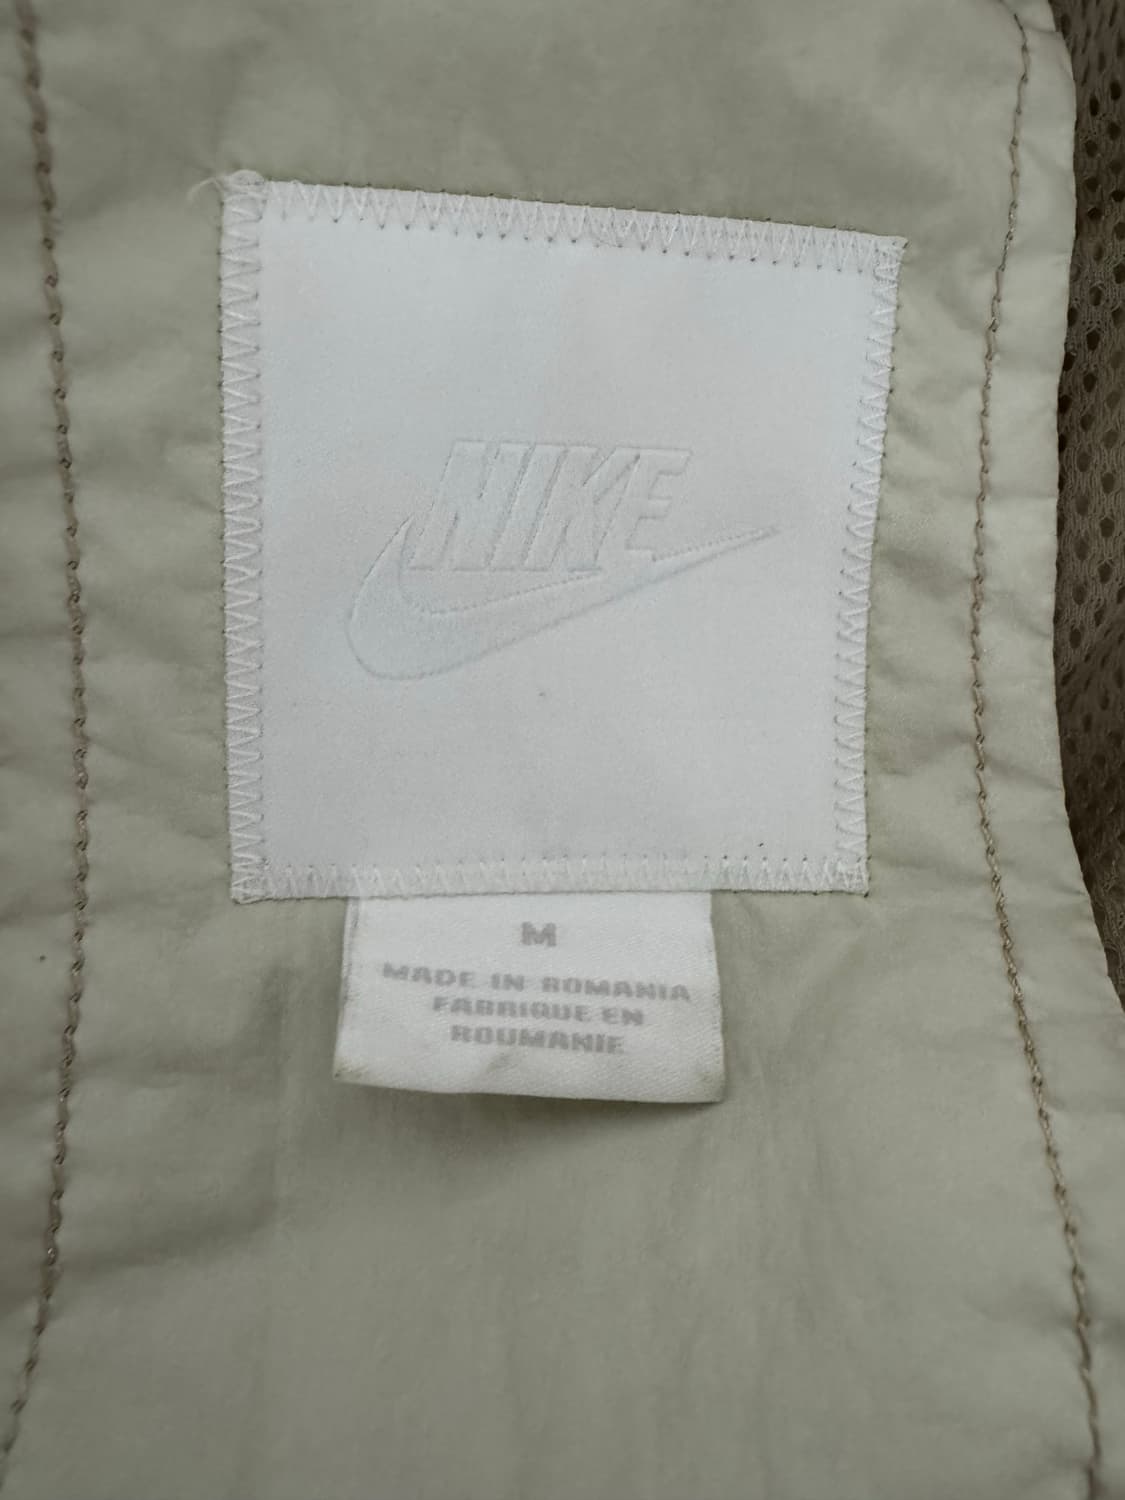 NIKE
M
MADE IN ROMANIA
FABRIQUE EN
ROUMANIE